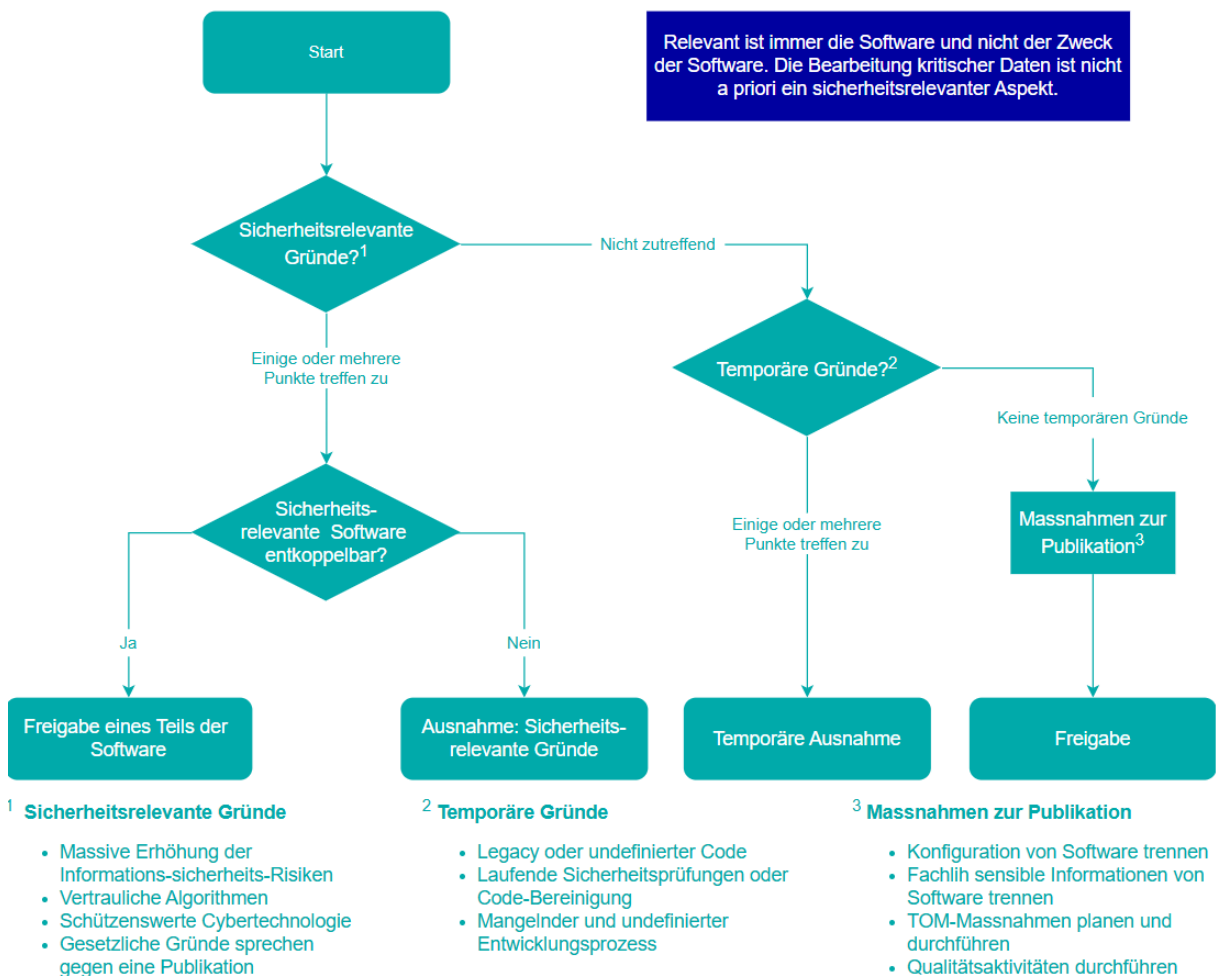 Start
Relevant ist immer die Software und nicht der Zweck
der Software. Die Bearbeitung kritischer Daten ist nicht
a priori ein sicherheitsrelevanter Aspekt.
Sicherheitsrelevante
Gründe?1
Nicht zutreffend
Einige oder mehrere
Punkte treffen zu
Temporäre Gründe?2
Keine temporären Gründe
Sicherheits-
relevante Software
entkoppelbar?
Einige oder mehrere
Punkte treffen zu
Massnahmen zur
Publikation3
Ja
Nein
Freigabe eines Teils der
Software
Ausnahme: Sicherheits-
relevante Gründe
Temporäre Ausnahme
Freigabe
1 Sicherheitsrelevante Gründe
• Massive Erhöhung der
Informations-sicherheits-Risiken
• Vertrauliche Algorithmen
• Schützenswerte Cybertechnologie
• Gesetzliche Gründe sprechen
gegen eine Publikation
2 Temporäre Gründe
• Legacy oder undefinierter Code
• Laufende Sicherheitsprüfungen oder
Code-Bereinigung
• Mangelnder und undefinierter
Entwicklungsprozess
3 Massnahmen zur Publikation
• Konfiguration von Software trennen
• Fachlih sensible Informationen von
Software trennen
• TOM-Massnahmen planen und
durchführen
• Qualitätsaktivitäten durchführen